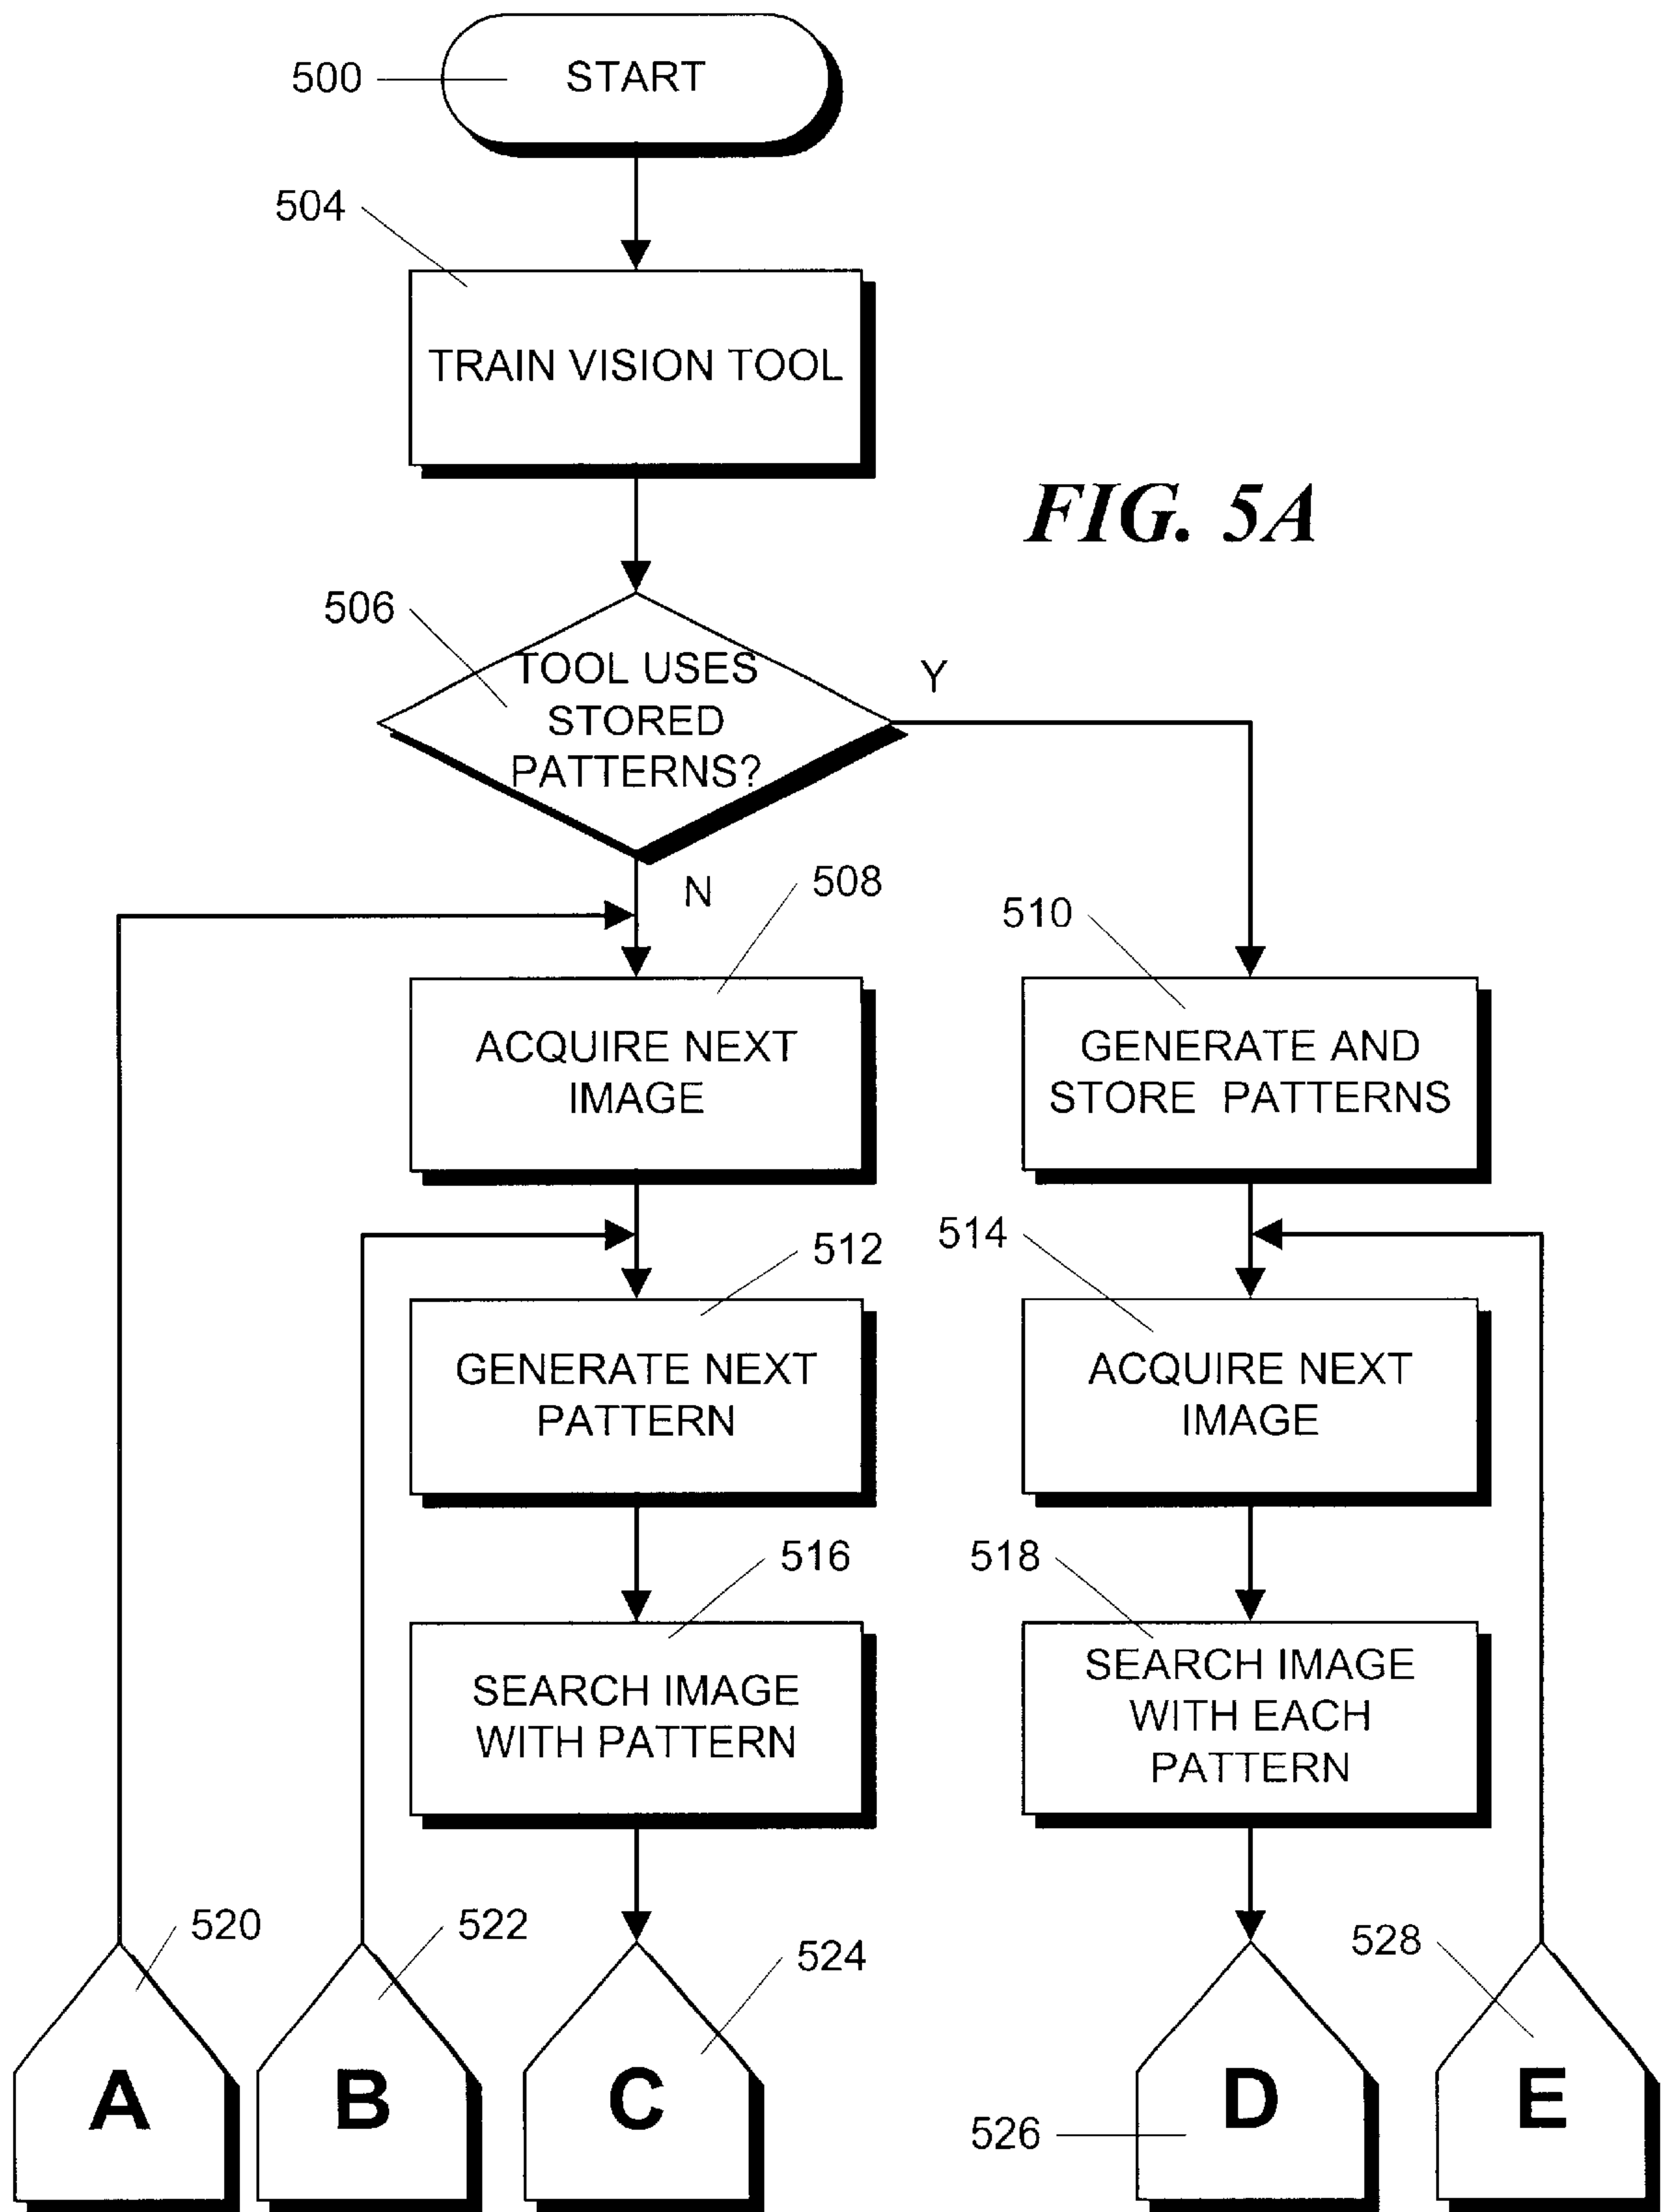 500
START
504
TRAIN VISION TOOL
FIG. 5A
506
TOOL USES
STORED
PATTERNS?
Y
N
508
510
ACQUIRE NEXT
IMAGE
GENERATE AND
STORE PATTERNS
512
514
GENERATE NEXT
PATTERN
ACQUIRE NEXT
IMAGE
516
518
SEARCH IMAGE
WITH PATTERN
SEARCH IMAGE
WITH EACH
PATTERN
520
522
524
528
A
B
C
D
E
526